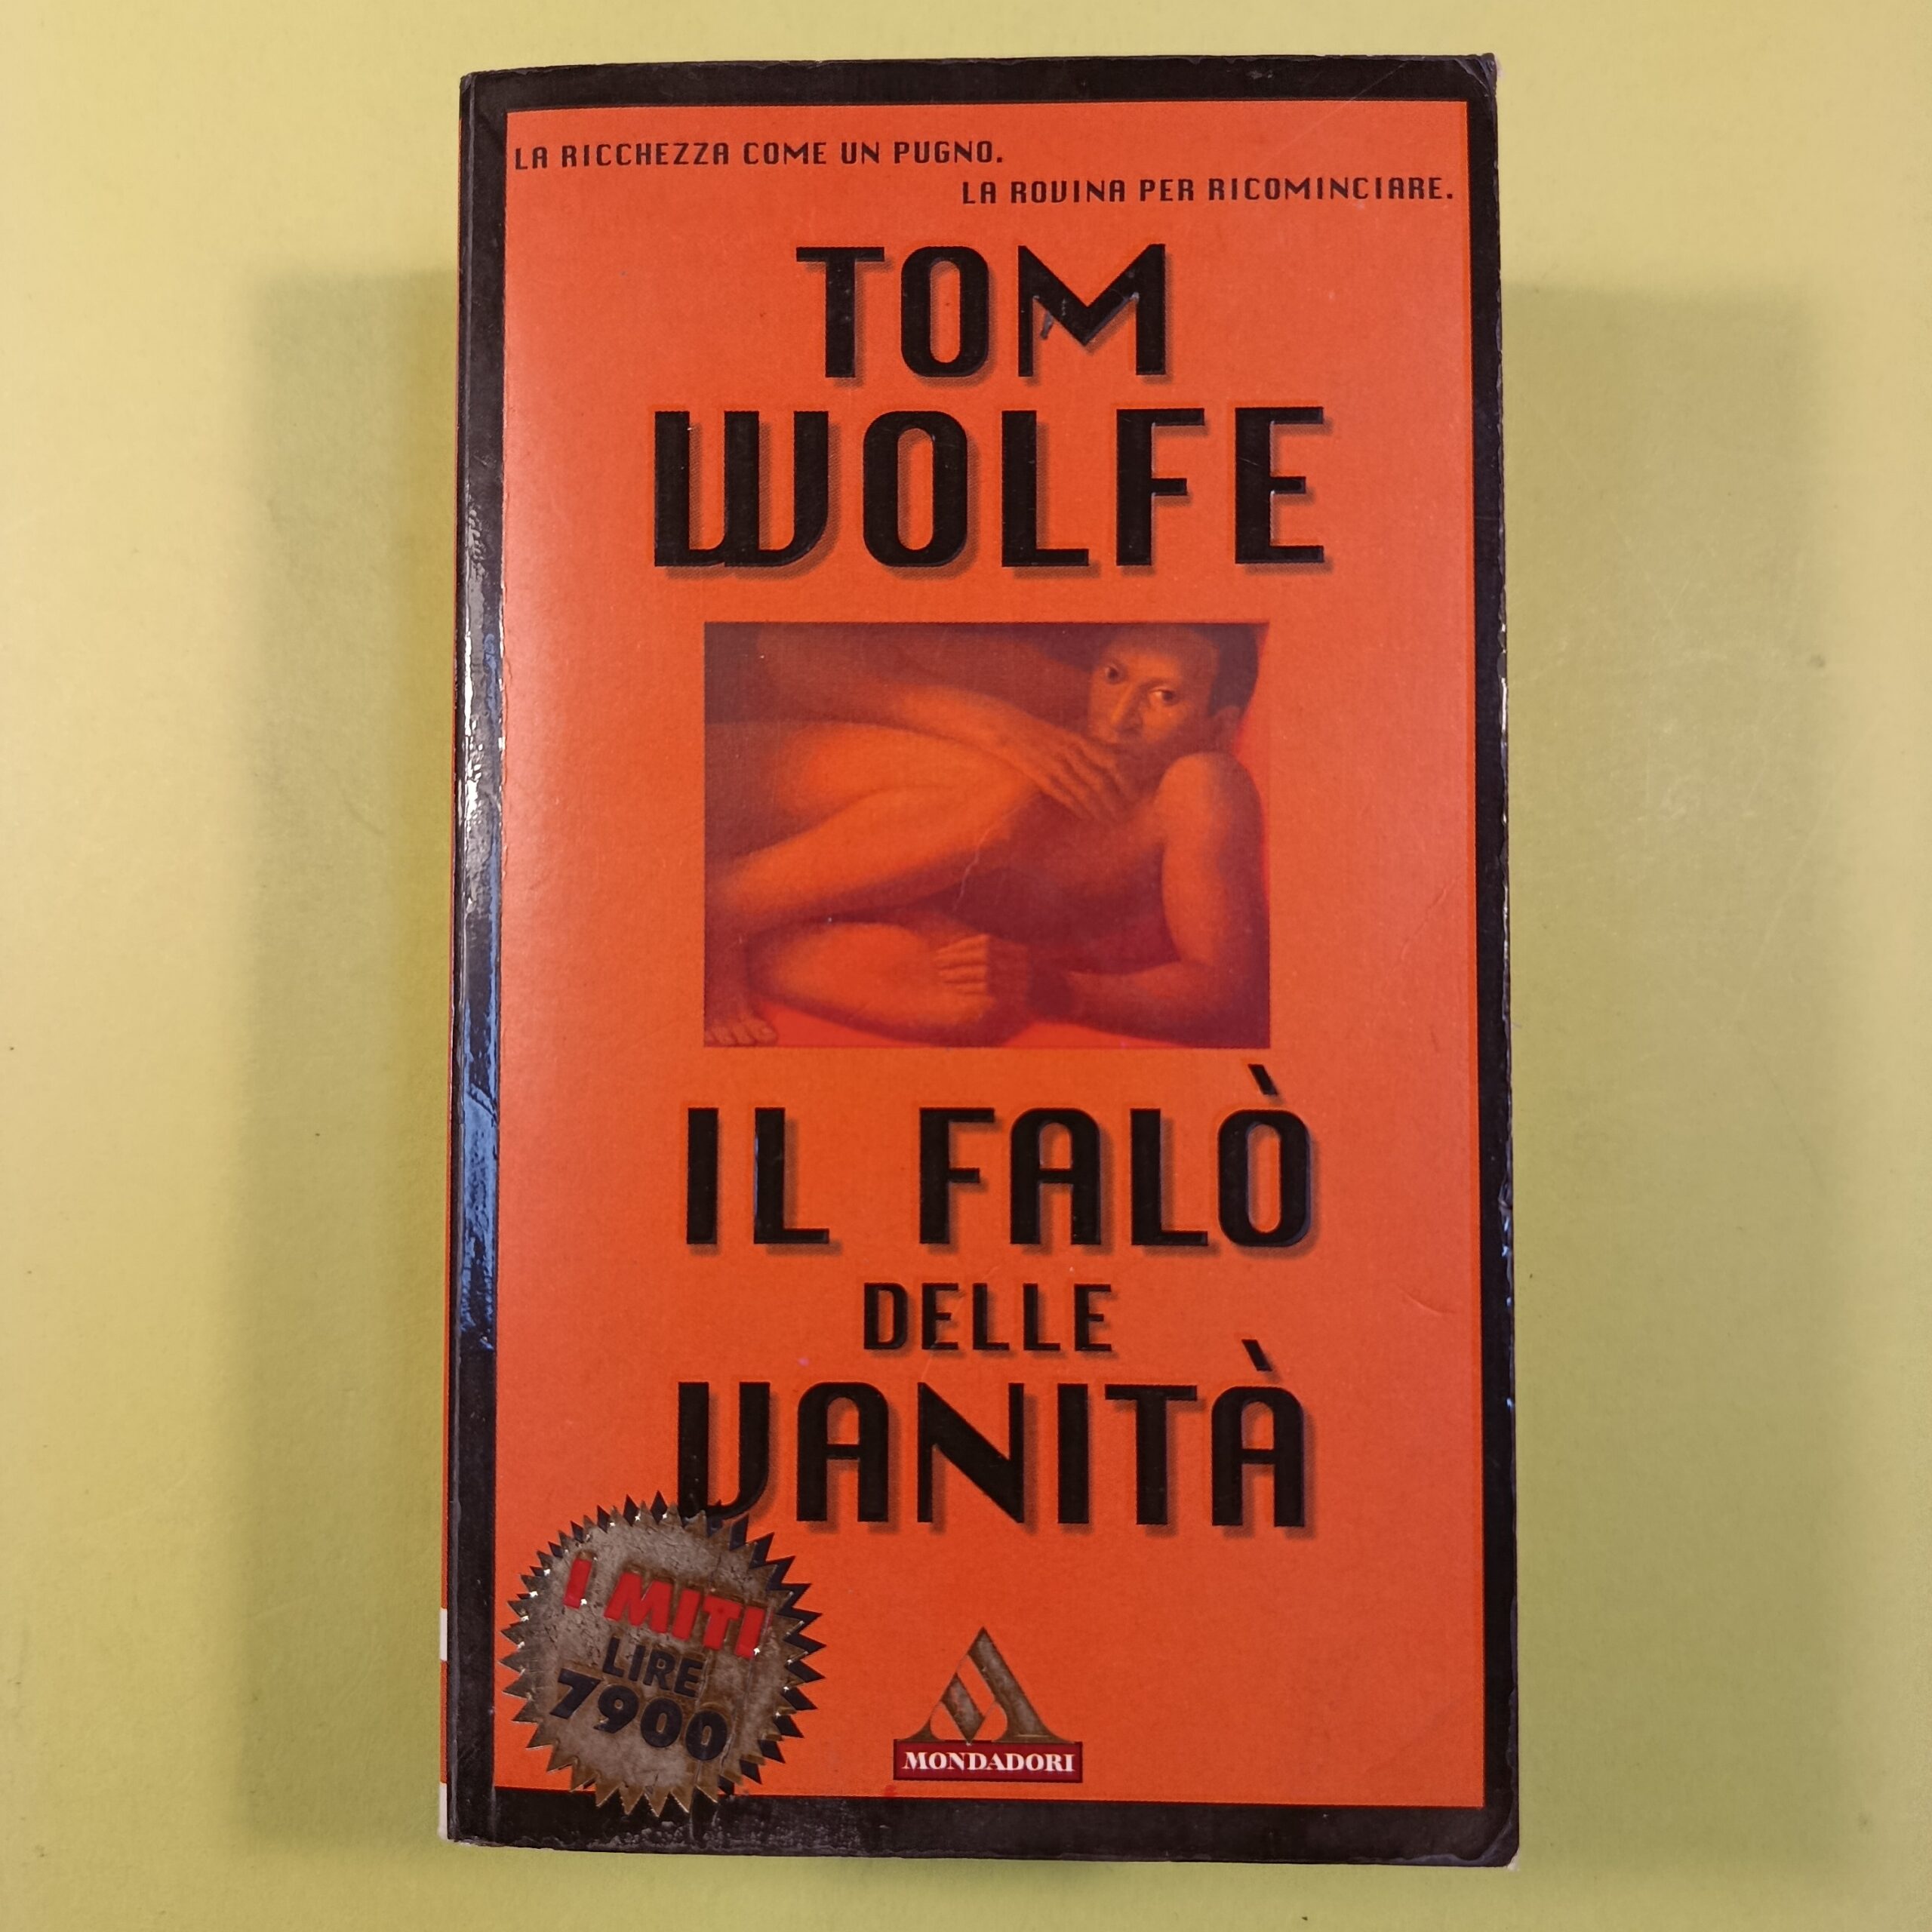 LA RICCHEZZA COME UN PUGNO.
LA ROVINA PER RICOMINCIARE.
TOM
WOLFE
IL FALÒ
DELLE
VANITÀ
I MITI
LIRE
7900
MONDADORI